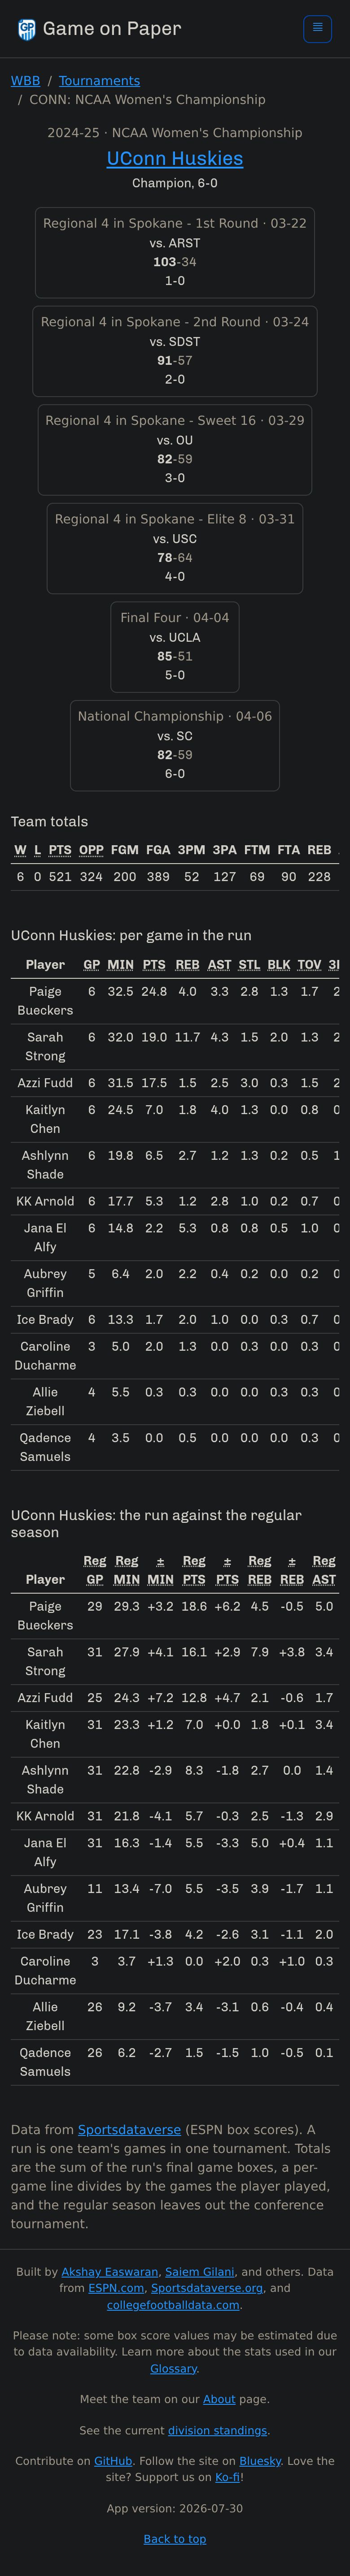 Game on Paper
WBB / Tournaments
/ CONN: NCAA Women's Championship
2024-25 · NCAA Women's Championship
UConn Huskies
Champion, 6-0
Regional 4 in Spokane - 1st Round · 03-22
vs. ARST
103-34
1-0
Regional 4 in Spokane - 2nd Round · 03-24
vs. SDST
91-57
2-0
Regional 4 in Spokane - Sweet 16 · 03-29
vs. OU
82-59
3-0
Regional 4 in Spokane - Elite 8 · 03-31
vs. USC
78-64
4-0
Final Four · 04-04
vs. UCLA
85-51
5-0
National Championship · 04-06
vs. SC
82-59
6-0
Team totals
W L PTS OPP FGM FGA 3PM 3PA FTM FTA REB
6 0 521 324 200 389 52 127 69 90 228
UConn Huskies: per game in the run
Player GP MIN PTS REB AST STL BLK TOV
Paige Bueckers 6 32.5 24.8 4.0 3.3 2.8 1.3 1.7
Sarah Strong 6 32.0 19.0 11.7 4.3 1.5 2.0 1.3
Azzi Fudd 6 31.5 17.5 1.5 2.5 3.0 0.3 1.5
Kaitlyn Chen 6 24.5 7.0 1.8 4.0 1.3 0.0 0.8
Ashlynn Shade 6 19.8 6.5 2.7 1.2 1.3 0.2 0.5
KK Arnold 6 17.7 5.3 1.2 2.8 1.0 0.2 0.7
Jana El Alfy 6 14.8 2.2 5.3 0.8 0.8 0.5 1.0
Aubrey Griffin 5 6.4 2.0 2.2 0.4 0.2 0.0 0.2
Ice Brady 6 13.3 1.7 2.0 1.0 0.0 0.3 0.7
Caroline Ducharme 3 5.0 2.0 1.3 0.0 0.3 0.0 0.3
Allie Ziebell 4 5.5 0.3 0.3 0.0 0.0 0.3 0.3
Qadence Samuels 4 3.5 0.0 0.5 0.0 0.0 0.0 0.3
UConn Huskies: the run against the regular
season
Player Reg GP Reg MIN ± MIN Reg PTS ± PTS Reg REB ± REB Reg AST
Paige Bueckers 29 29.3 +3.2 18.6 +6.2 4.5 -0.5 5.0
Sarah Strong 31 27.9 +4.1 16.1 +2.9 7.9 +3.8 3.4
Azzi Fudd 25 24.3 +7.2 12.8 +4.7 2.1 -0.6 1.7
Kaitlyn Chen 31 23.3 +1.2 7.0 +0.0 1.8 +0.1 3.4
Ashlynn Shade 31 22.8 -2.9 8.3 -1.8 2.7 0.0 1.4
KK Arnold 31 21.8 -4.1 5.7 -0.3 2.5 -1.3 2.9
Jana El Alfy 31 16.3 -1.4 5.5 -3.3 5.0 +0.4 1.1
Aubrey Griffin 11 13.4 -7.0 5.5 -3.5 3.9 -1.7 1.1
Ice Brady 23 17.1 -3.8 4.2 -2.6 3.1 -1.1 2.0
Caroline Ducharme 3 3.7 +1.3 0.0 +2.0 0.3 +1.0 0.3
Allie Ziebell 26 9.2 -3.7 3.4 -3.1 0.6 -0.4 0.4
Qadence Samuels 26 6.2 -2.7 1.5 -1.5 1.0 -0.5 0.1
Data from Sportsdataverse (ESPN box scores). A
run is one team's games in one tournament. Totals
are the sum of the run's final game boxes, a per-
game line divides by the games the player played,
and the regular season leaves out the conference
tournament.
Built by Akshay Easwaran, Saiem Gilani, and others. Data
from ESPN.com, Sportsdataverse.org, and
collegefootballdata.com.
Please note: some box score values may be estimated due
to data availability. Learn more about the stats used in our
Glossary.
Meet the team on our About page.
See the current division standings.
Contribute on GitHub. Follow the site on Bluesky. Love the
site? Support us on Ko-fi!
App version: 2026-07-30
Back to top